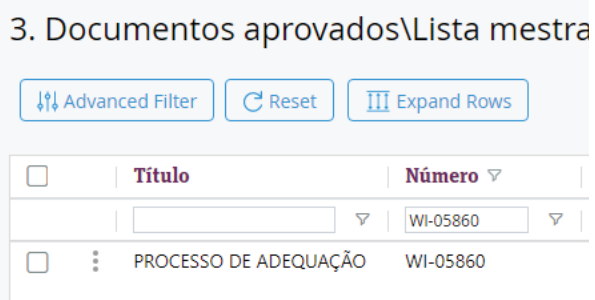 3. Documentos aprovados\Lista mestra
Advanced Filter Reset Expand Rows
Título Número
WI-05860
PROCESSO DE ADEQUAÇÃO WI-05860